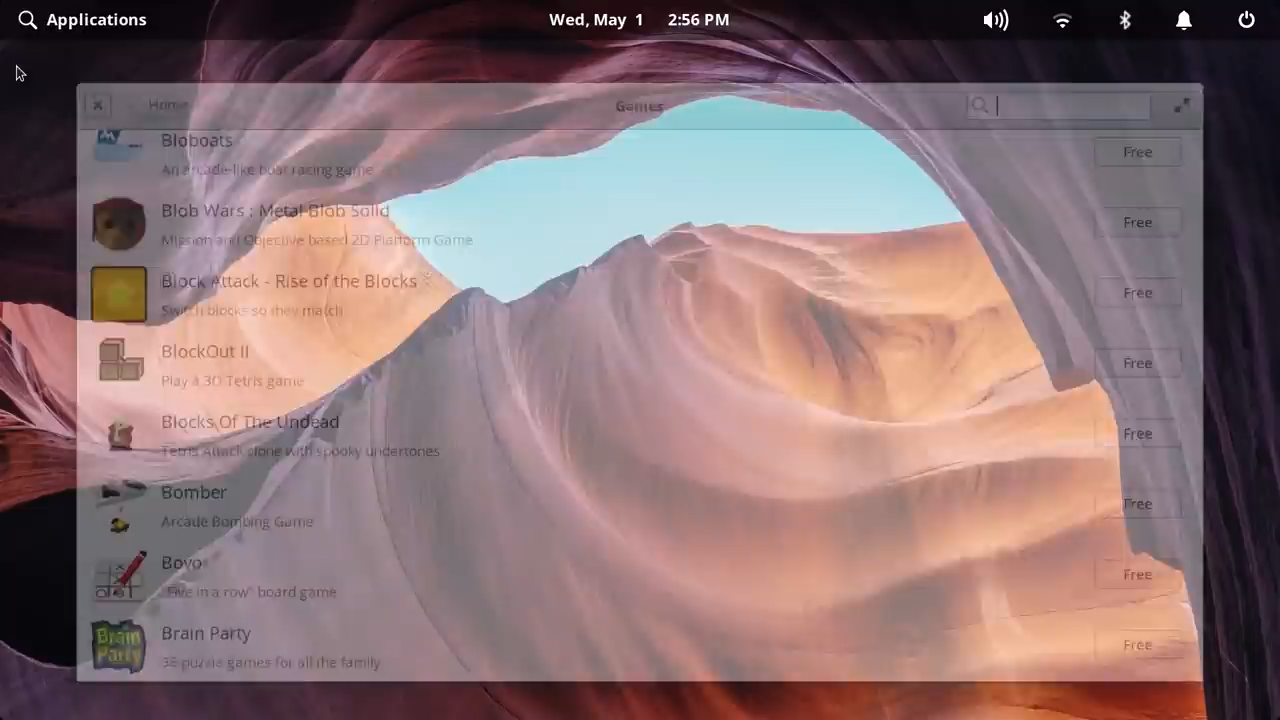 Applications
Wed, May 1 2:56 PM
Home
Games
Bloboats
An arcade-like boat racing game
Free
Blob Wars : Metal Blob Solid
Mission and Objective based 2D Platform Game
Free
Block Attack - Rise of the Blocks
Switch blocks so they match
Free
BlockOut II
Play a 3D Tetris game
Free
Blocks Of The Undead
Tetris Attack clone with spooky undertones
Free
Bomber
Arcade Bombing Game
Free
Bovo
"Five in a row" board game
Free
Brain Party
Brain
Party
36 puzzle games for all the family
Free